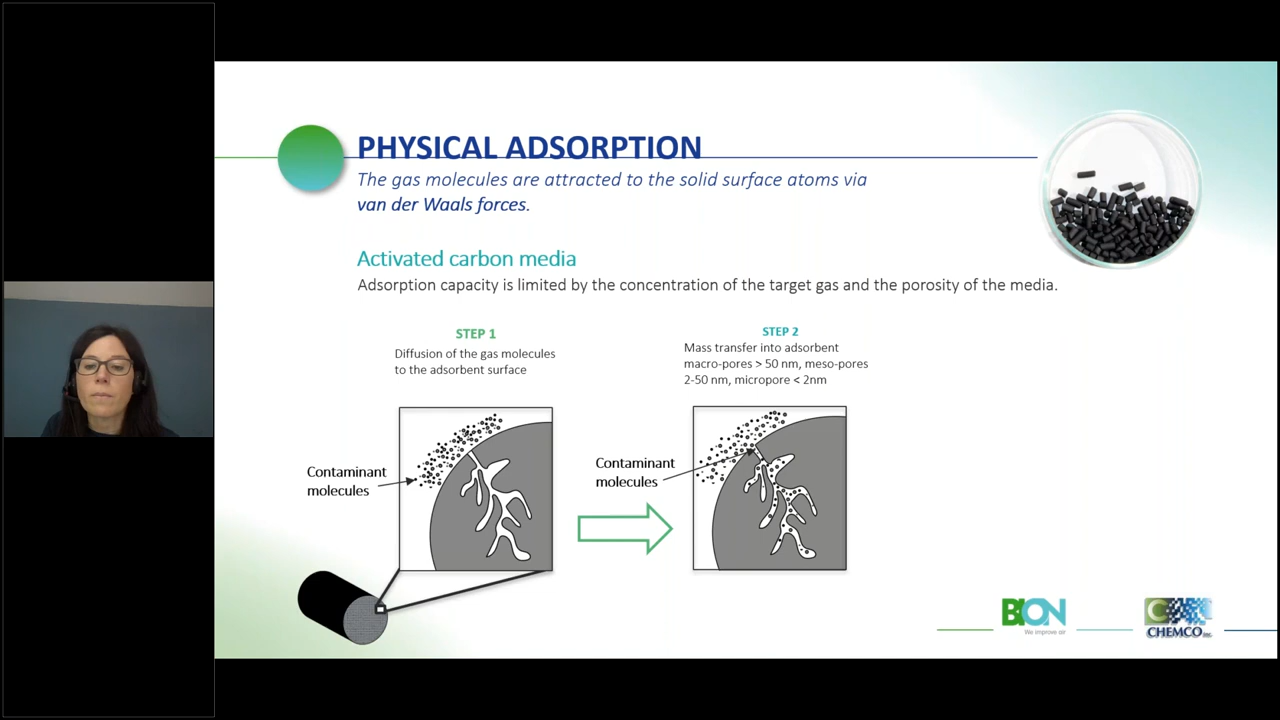 PHYSICAL ADSORPTION
The gas molecules are attracted to the solid surface atoms via
van der Waals forces.
Activated carbon media
Adsorption capacity is limited by the concentration of the target gas and the porosity of the media.
STEP 1
Diffusion of the gas molecules
to the adsorbent surface
STEP 2
Mass transfer into adsorbent
macro-pores > 50 nm, meso-pores
2-50 nm, micropore < 2nm
Contaminant
molecules
Contaminant
molecules
BION
We improve air
CHEMCO Inc.